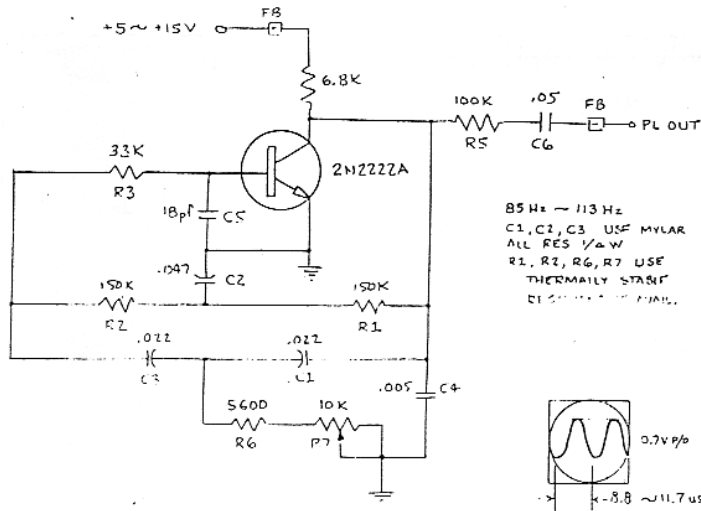 FB
+5 ~ +15V
6.8K
100K
.05
FB
R5
C6
PL OUT
33K
R3
2N2222A
18pf
C5
85 Hz ~ 113 Hz
C1, C2, C3 USE MYLAR
ALL RES 1/4 W
R1, R2, R6, R7 USE
THERMALLY STABLE
.047
C2
150K
R2
150K
R1
.022
C3
.022
C1
.005
C4
5600
R6
10K
R7
0.7V P/P
8.8 ~ 11.7 us